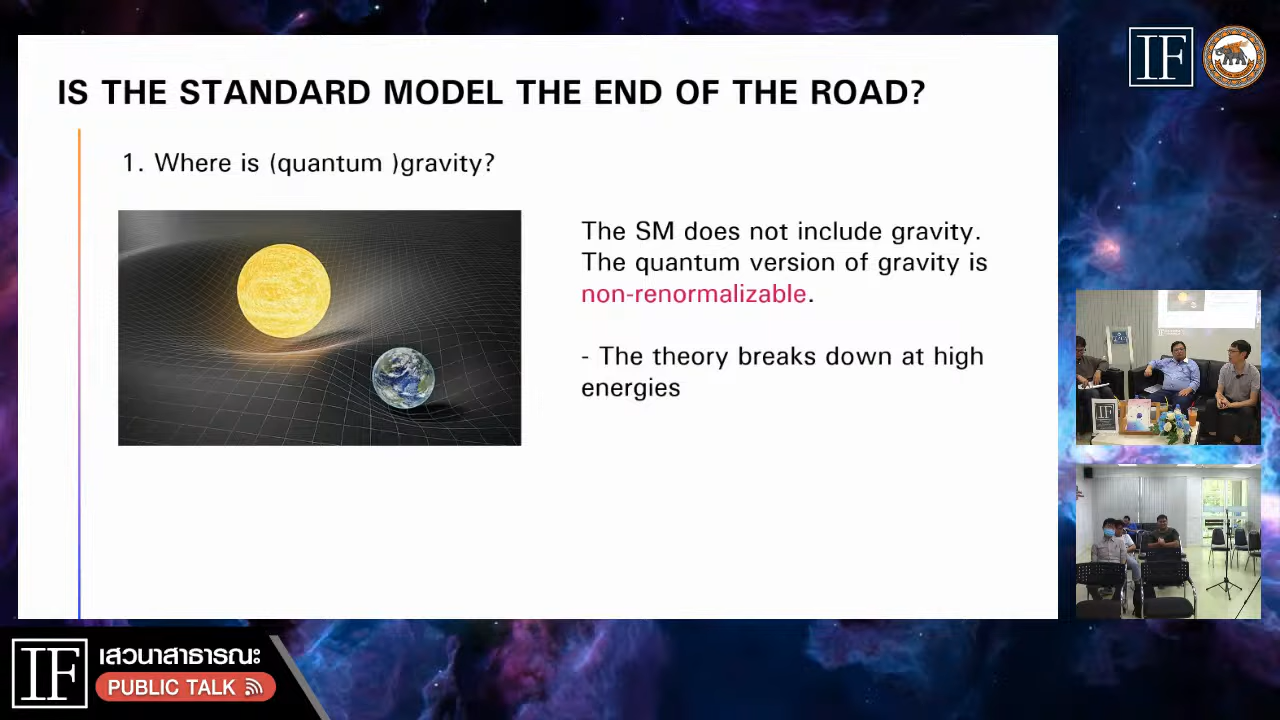 IF
IS THE STANDARD MODEL THE END OF THE ROAD?
1. Where is (quantum )gravity?
The SM does not include gravity.
The quantum version of gravity is
non-renormalizable.
- The theory breaks down at high
energies
IF
IF
เสวนาสาธารณะ
PUBLIC TALK